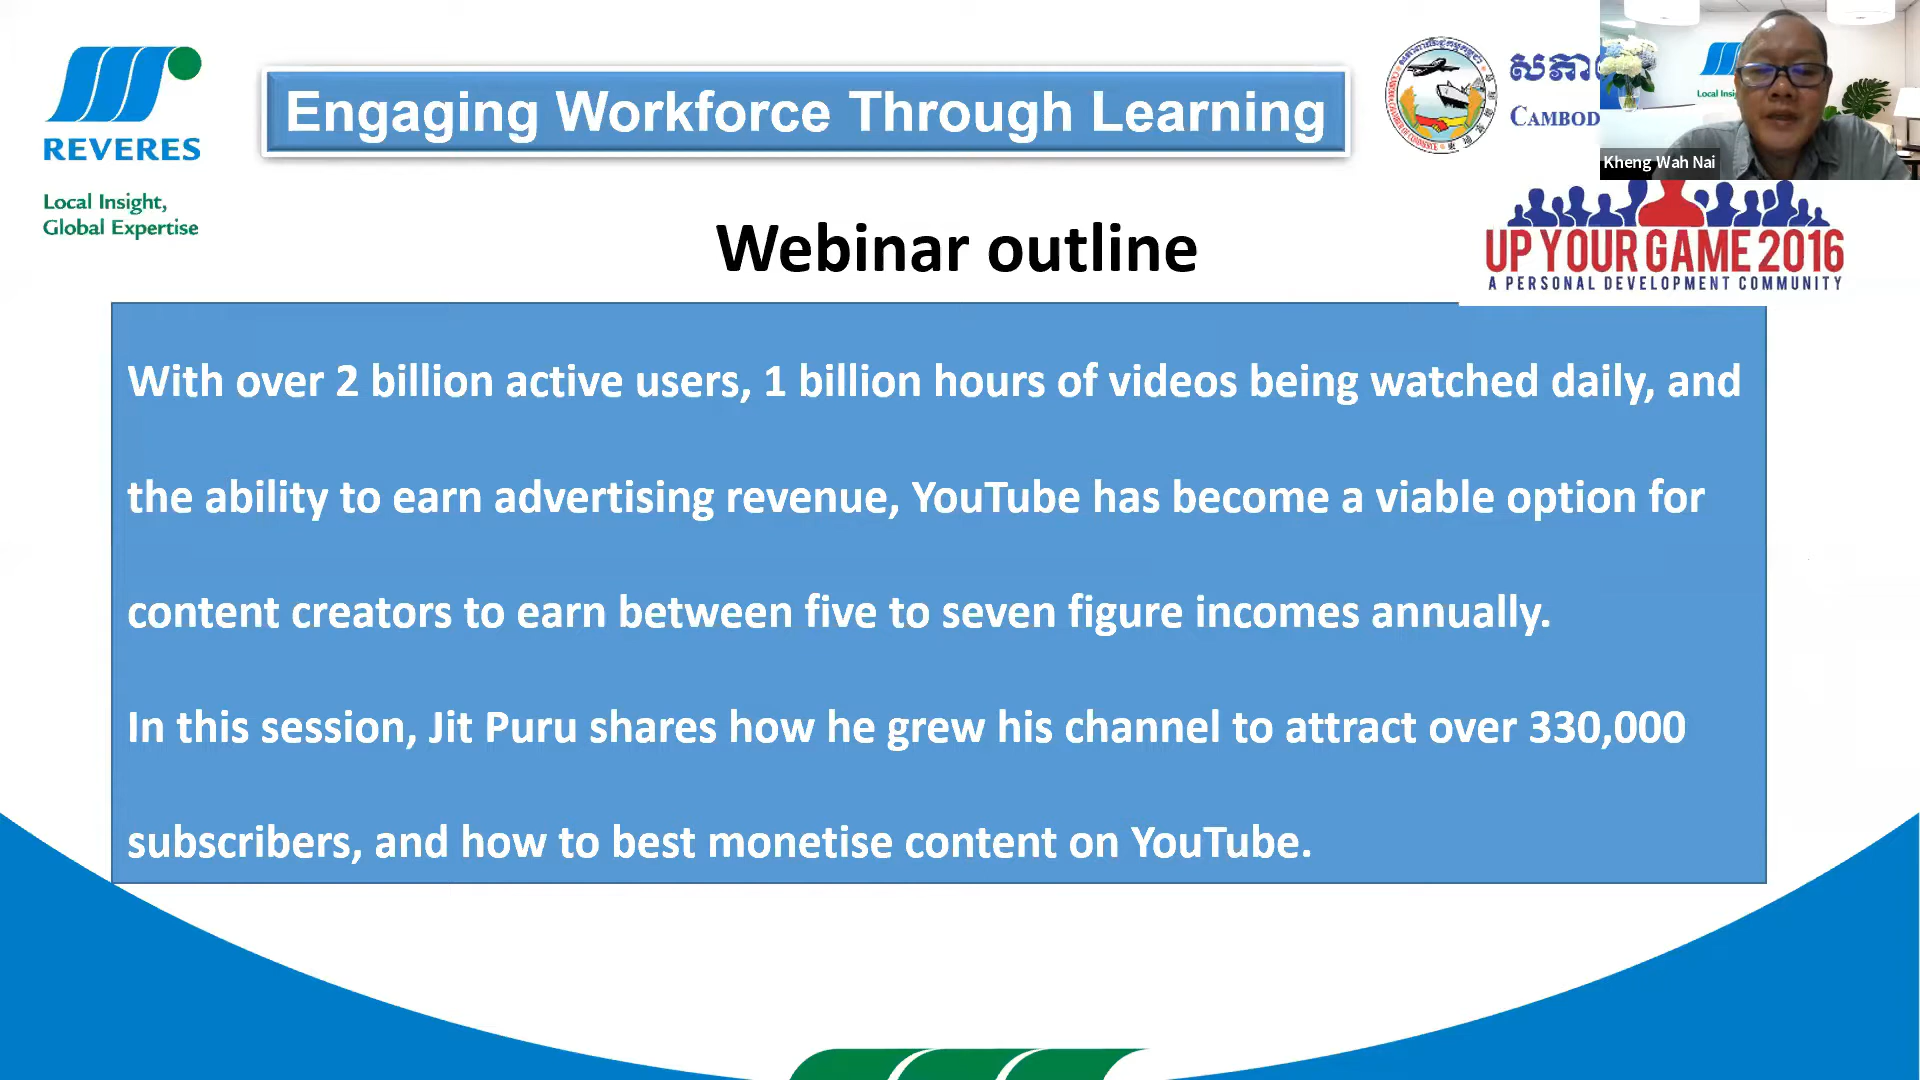 REVERES
Local Insight,
Global Expertise
Engaging Workforce Through Learning
CAMBODIA CHAMBER OF COMMERCE
Local
Kheng Wah Nai
UP YOUR GAME 2016
A PERSONAL DEVELOPMENT COMMUNITY
Webinar outline
With over 2 billion active users, 1 billion hours of videos being watched daily, and
the ability to earn advertising revenue, YouTube has become a viable option for
content creators to earn between five to seven figure incomes annually.
In this session, Jit Puru shares how he grew his channel to attract over 330,000
subscribers, and how to best monetise content on YouTube.